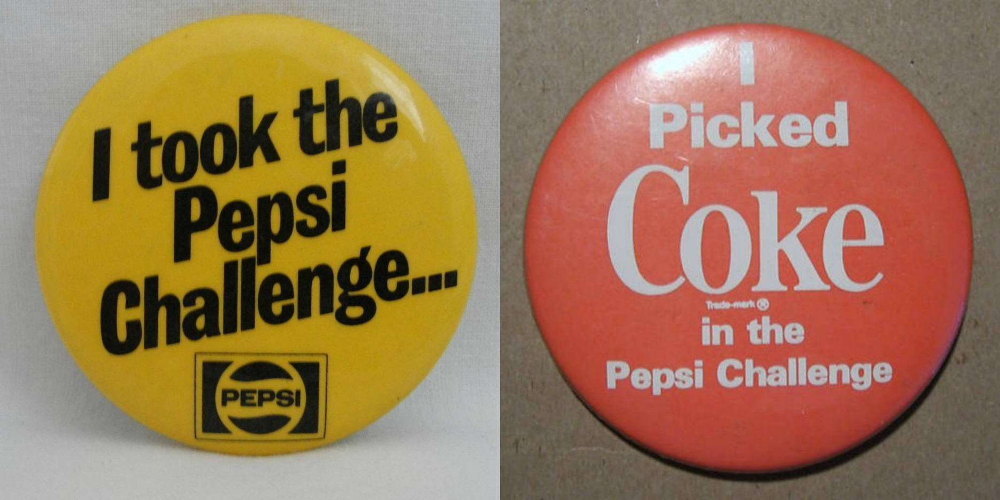 I took the
Pepsi
Challenge...
PEPSI
I
Picked
Coke
Trade-mark ®
in the
Pepsi Challenge